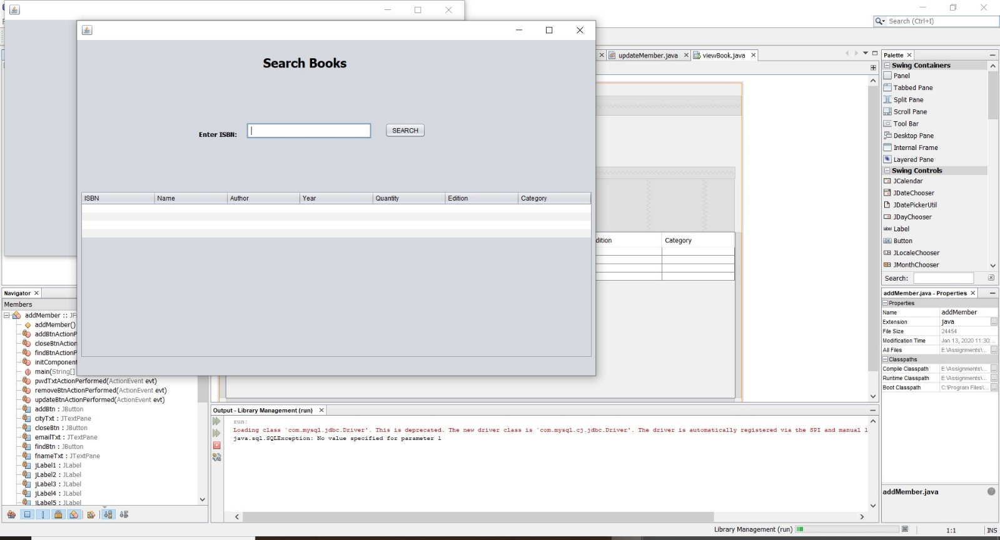 Search (Ctrl+I)
updateMember.java
viewBook.java
Search Books
Enter ISBN:
SEARCH
ISBN Name Author Year Quantity Edition Category
dition Category
Palette
Swing Containers
Panel
Tabbed Pane
Split Pane
Scroll Pane
Tool Bar
Desktop Pane
Internal Frame
Layered Pane
Swing Controls
JCalendar
JDateChooser
JDatePickerUtil
JDayChooser
label Label
OK Button
JLocaleChooser
JMonthChooser
Search:
Navigator
Members
addMember :: JF
addMember()
addBtnActionP
closeBtnAction
findBtnActionP
initComponent
main(String[]
pwdTxtActionPerformed(ActionEvent evt)
removeBtnActionPerformed(ActionEvent evt)
updateBtnActionPerformed(ActionEvent evt)
addBtn : JButton
cityTxt : JTextPane
closeBtn : JButton
emailTxt : JTextPane
findBtn : JButton
fnameTxt : JTextPane
jLabel1 : JLabel
jLabel2 : JLabel
jLabel3 : JLabel
jLabel4 : JLabel
jLabel5 : JLabel
Output - Library Management (run)
run:
Loading class `com.mysql.jdbc.Driver'. This is deprecated. The new driver class is `com.mysql.cj.jdbc.Driver'. The driver is automatically registered via the SPI and manual l
java.sql.SQLException: No value specified for parameter 1
addMember.java - Properties
Properties
Name addMember
Extension java
File Size 24454
Modification Time Jan 13, 2020 11:30: ...
All Files E:\Assignments\...
Classpaths
Compile Classpath E:\Assignments\...
Runtime Classpath E:\Assignments\...
Boot Classpath C:\Program Files\...
addMember.java
Library Management (run)
1:1
INS